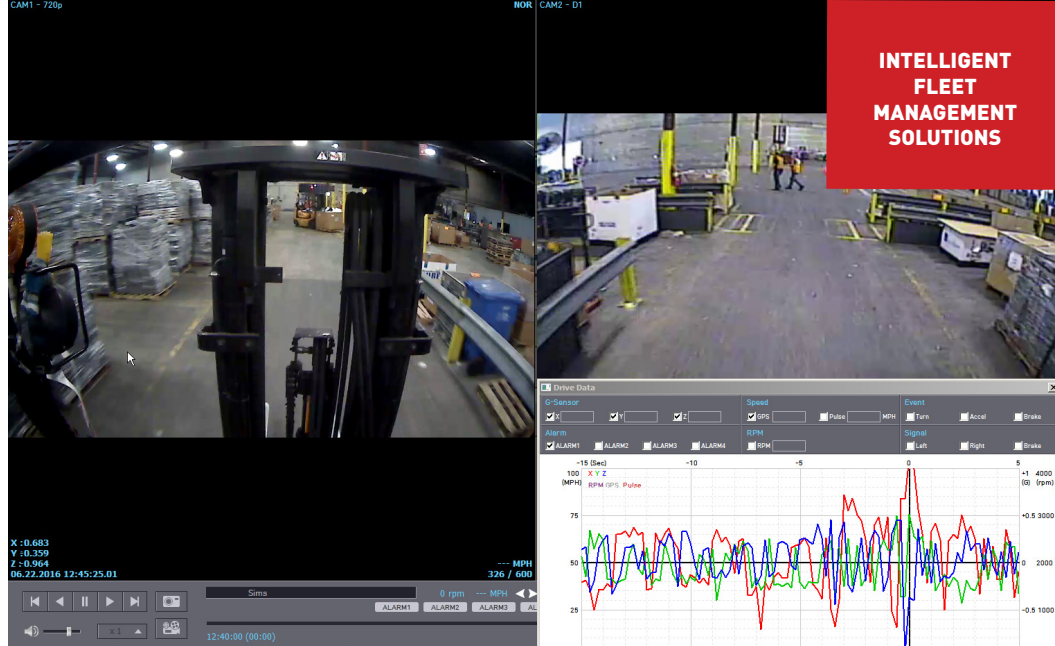 CAM1 - 720p
NOR
CAM2 - D1
INTELLIGENT
FLEET
MANAGEMENT
SOLUTIONS
X :0.683
Y :0.359
Z :0.964
06.22.2016 12:45:25.01
--- MPH
326 / 600
Sims
0 rpm
--- MPH
ALARM1
ALARM2
ALARM3
AL
x 1
12:40:00 (00:00)
Drive Data
G-Sensor
Speed
Event
X
Y
Z
GPS
Pulse
MPH
Turn
Accel
Brake
Alarm
RPM
Signal
ALARM1
ALARM2
ALARM3
ALARM4
RPM
Left
Right
Brake
-15 (Sec)
-10
-5
0
5
100
X Y Z
+1 4000
(MPH)
RPM GPS Pulse
(G) (rpm)
75
+0.5 3000
50
0 2000
25
-0.5 1000